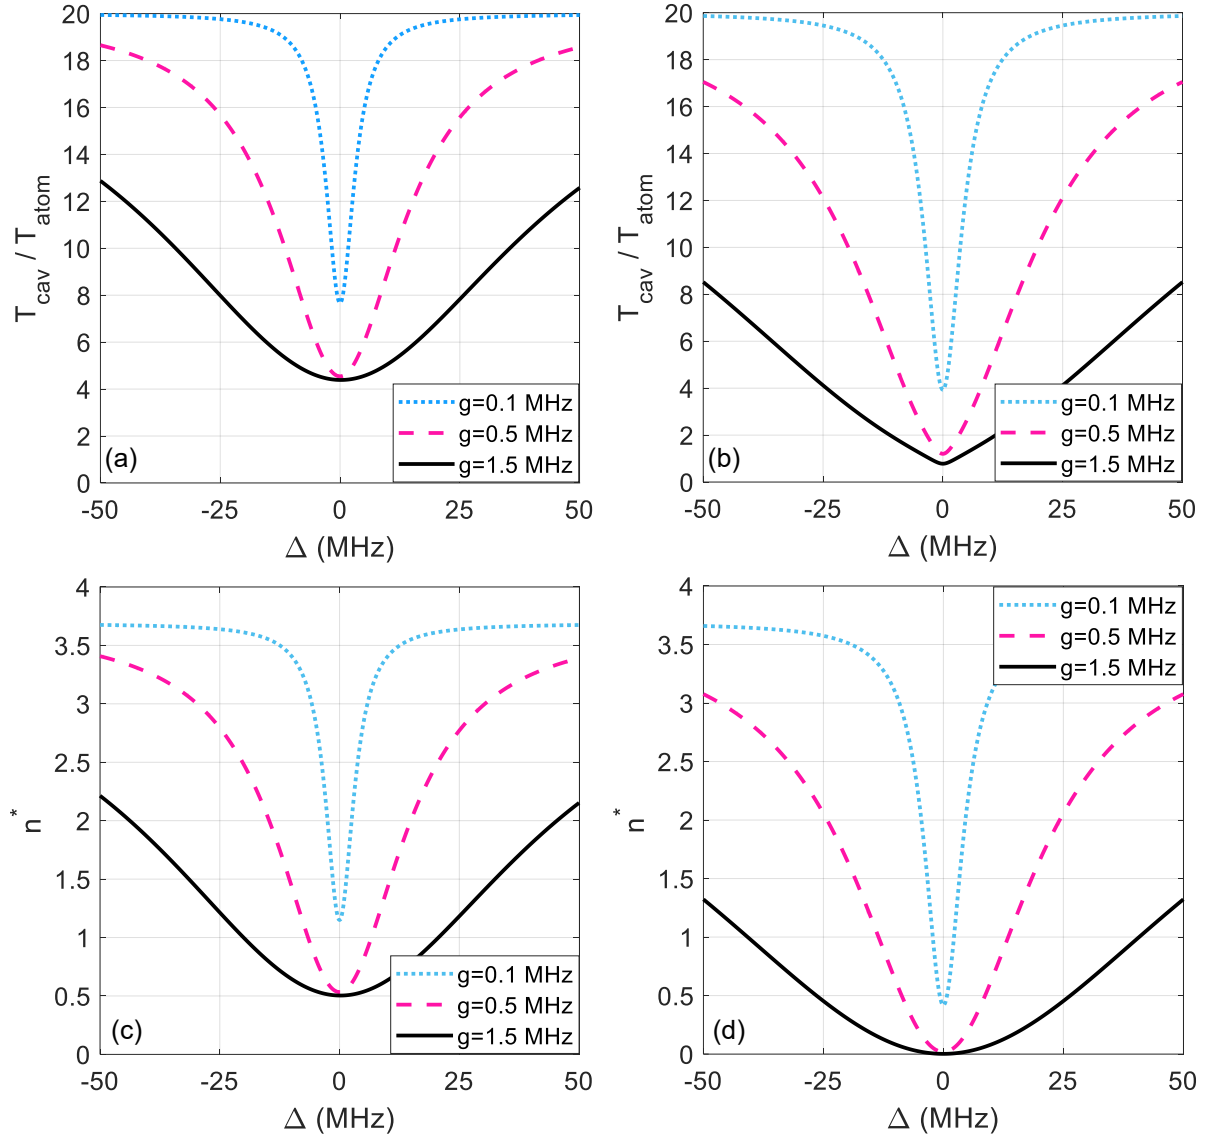 20
18
16
14
12
10
8
6
4
2
0
T_cav / T_atom
(a)
g=0.1 MHz
g=0.5 MHz
g=1.5 MHz
-50 -25 0 25 50
Δ (MHz)
20
18
16
14
12
10
8
6
4
2
0
T_cav / T_atom
(b)
g=0.1 MHz
g=0.5 MHz
g=1.5 MHz
-50 -25 0 25 50
Δ (MHz)
4
3.5
3
2.5
2
1.5
1
0.5
0
n*
(c)
g=0.1 MHz
g=0.5 MHz
g=1.5 MHz
-50 -25 0 25 50
Δ (MHz)
4
3.5
3
2.5
2
1.5
1
0.5
0
n*
g=0.1 MHz
g=0.5 MHz
g=1.5 MHz
(d)
-50 -25 0 25 50
Δ (MHz)